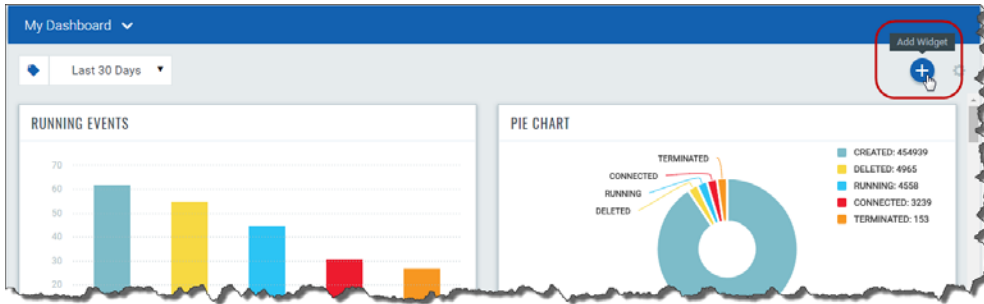 My Dashboard
Add Widget
Last 30 Days
RUNNING EVENTS
70
60
50
40
30
20
PIE CHART
TERMINATED
CONNECTED
RUNNING
DELETED
CREATED: 454939
DELETED: 4965
RUNNING: 4558
CONNECTED: 3239
TERMINATED: 153